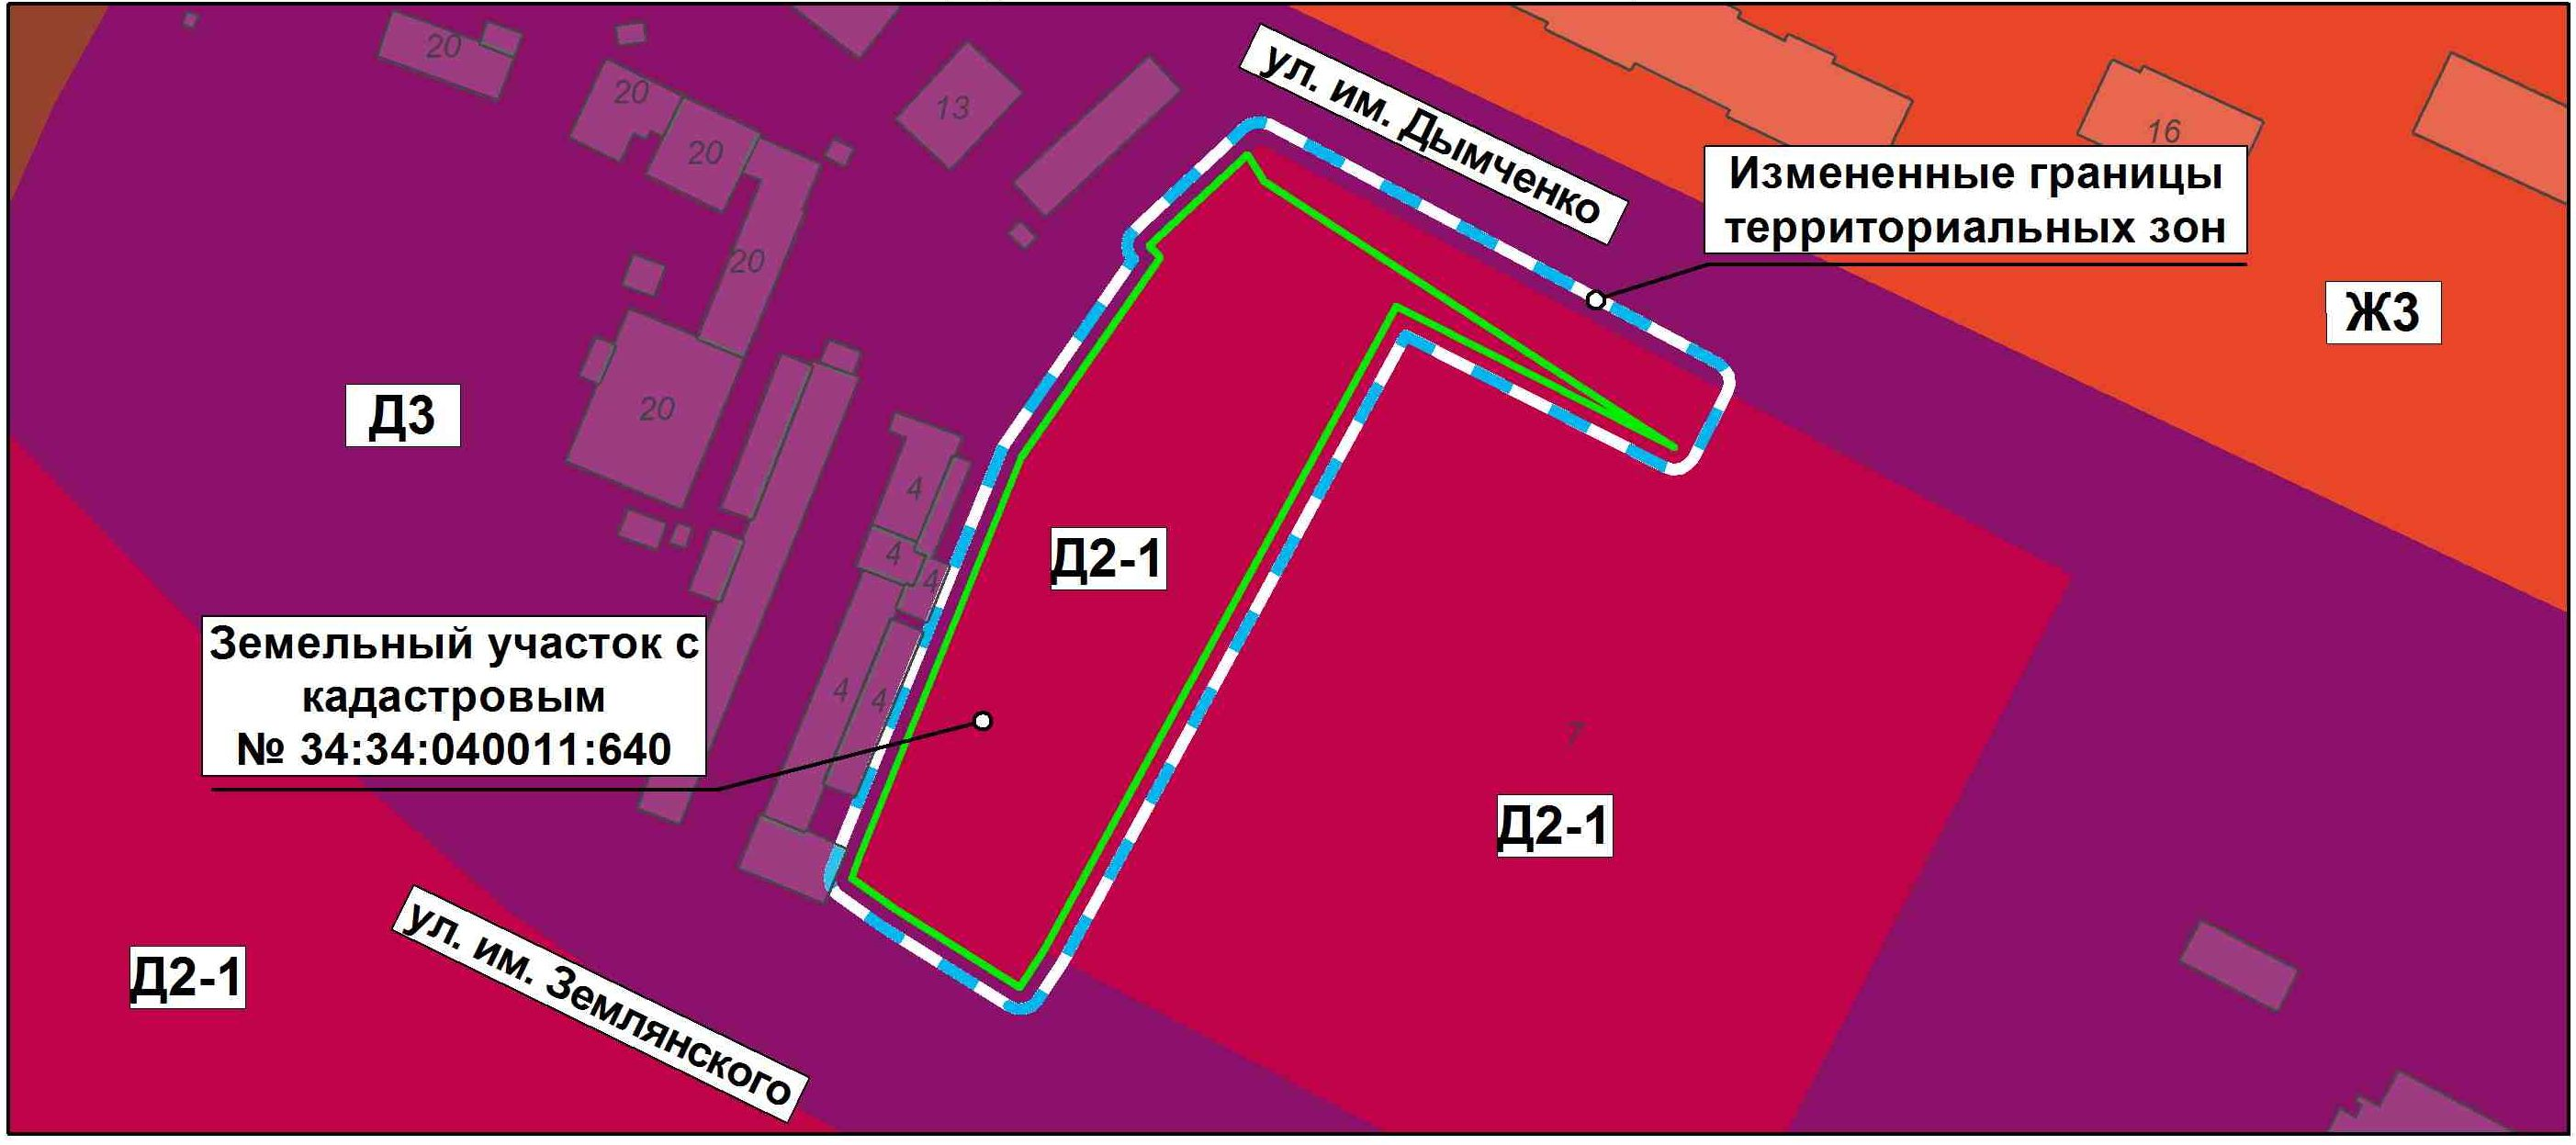 20
20
20
20
20
13
ул. им. Дымченко
16
Измененные границы
территориальных зон
Ж3
Д3
4
4
4
4
4
Д2-1
Земельный участок с
кадастровым
№ 34:34:040011:640
7
Д2-1
Д2-1
ул. им. Землянского